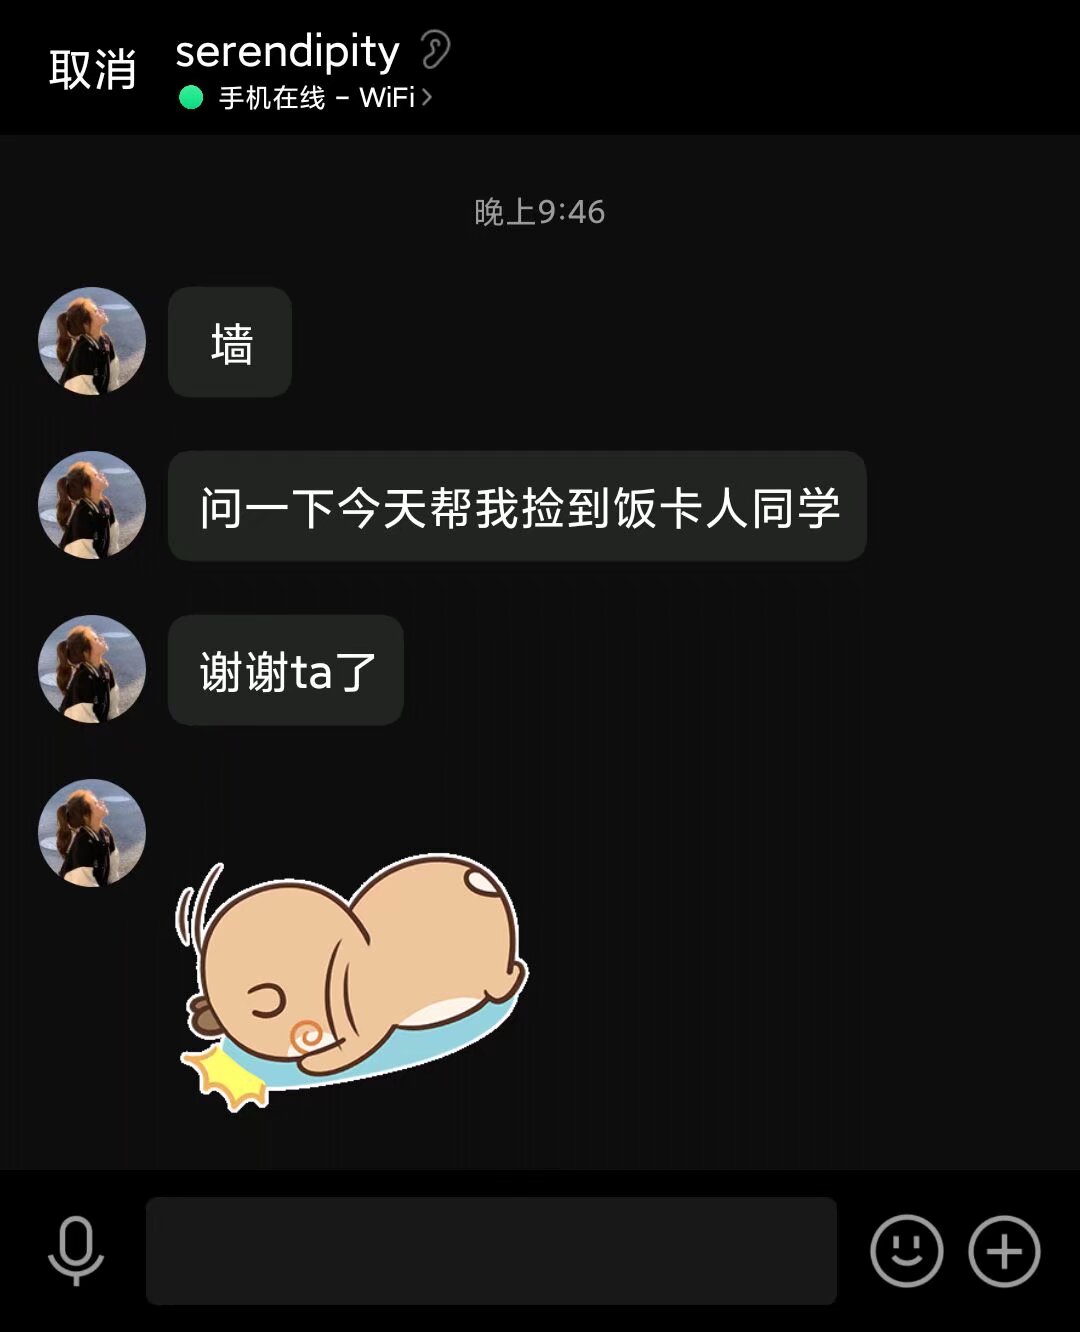 取消
serendipity
手机在线 - WiFi
晚上9:46
墙
问一下今天帮我捡到饭卡人同学
谢谢ta了